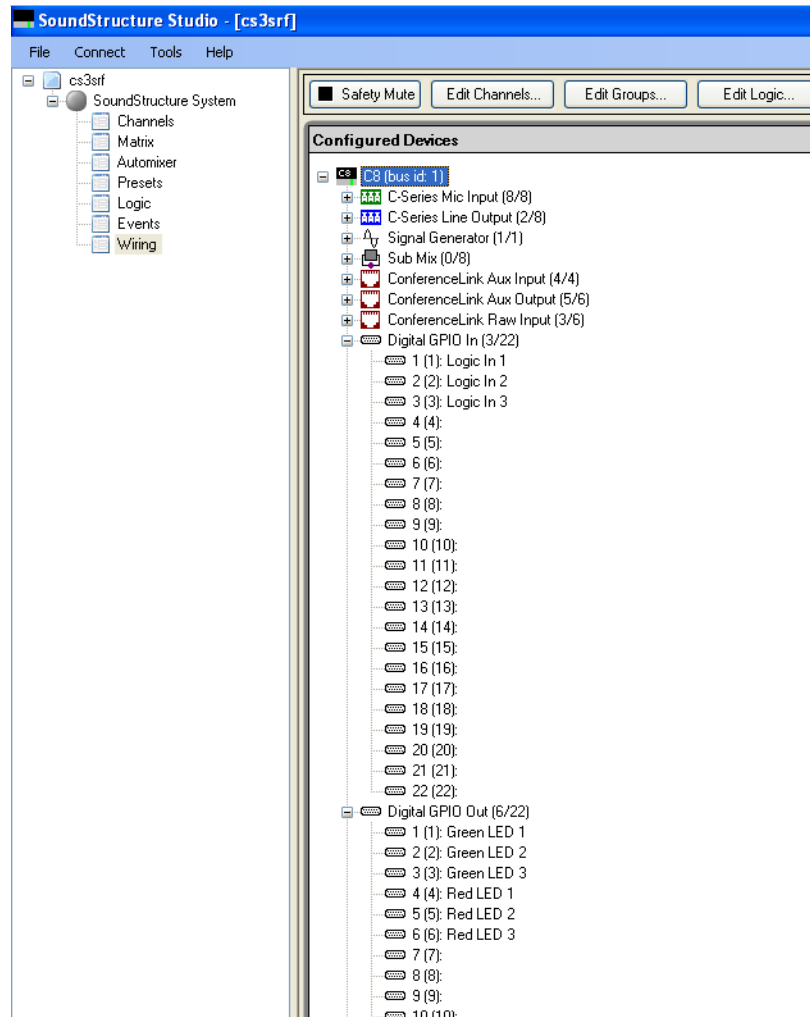 SoundStructure Studio - [cs3srf]
File Connect Tools Help
cs3srf
SoundStructure System
Channels
Matrix
Automixer
Presets
Logic
Events
Wiring
Safety Mute Edit Channels... Edit Groups... Edit Logic...
Configured Devices
C8 C8 (bus id: 1)
C-Series Mic Input (8/8)
C-Series Line Output (2/8)
Signal Generator (1/1)
Sub Mix (0/8)
ConferenceLink Aux Input (4/4)
ConferenceLink Aux Output (5/6)
ConferenceLink Raw Input (3/6)
Digital GPIO In (3/22)
1 (1): Logic In 1
2 (2): Logic In 2
3 (3): Logic In 3
4 (4):
5 (5):
6 (6):
7 (7):
8 (8):
9 (9):
10 (10):
11 (11):
12 (12):
13 (13):
14 (14):
15 (15):
16 (16):
17 (17):
18 (18):
19 (19):
20 (20):
21 (21):
22 (22):
Digital GPIO Out (6/22)
1 (1): Green LED 1
2 (2): Green LED 2
3 (3): Green LED 3
4 (4): Red LED 1
5 (5): Red LED 2
6 (6): Red LED 3
7 (7):
8 (8):
9 (9):
10 (10):